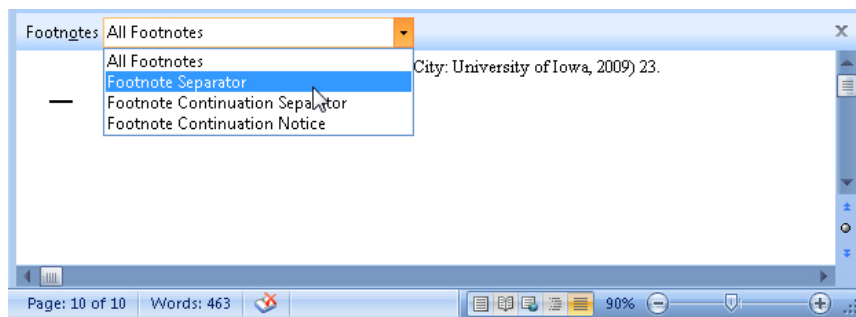 Footnotes All Footnotes
All Footnotes
City: University of Iowa, 2009) 23.
Footnote Separator
Footnote Continuation Separator
Footnote Continuation Notice
Page: 10 of 10 Words: 463 90%